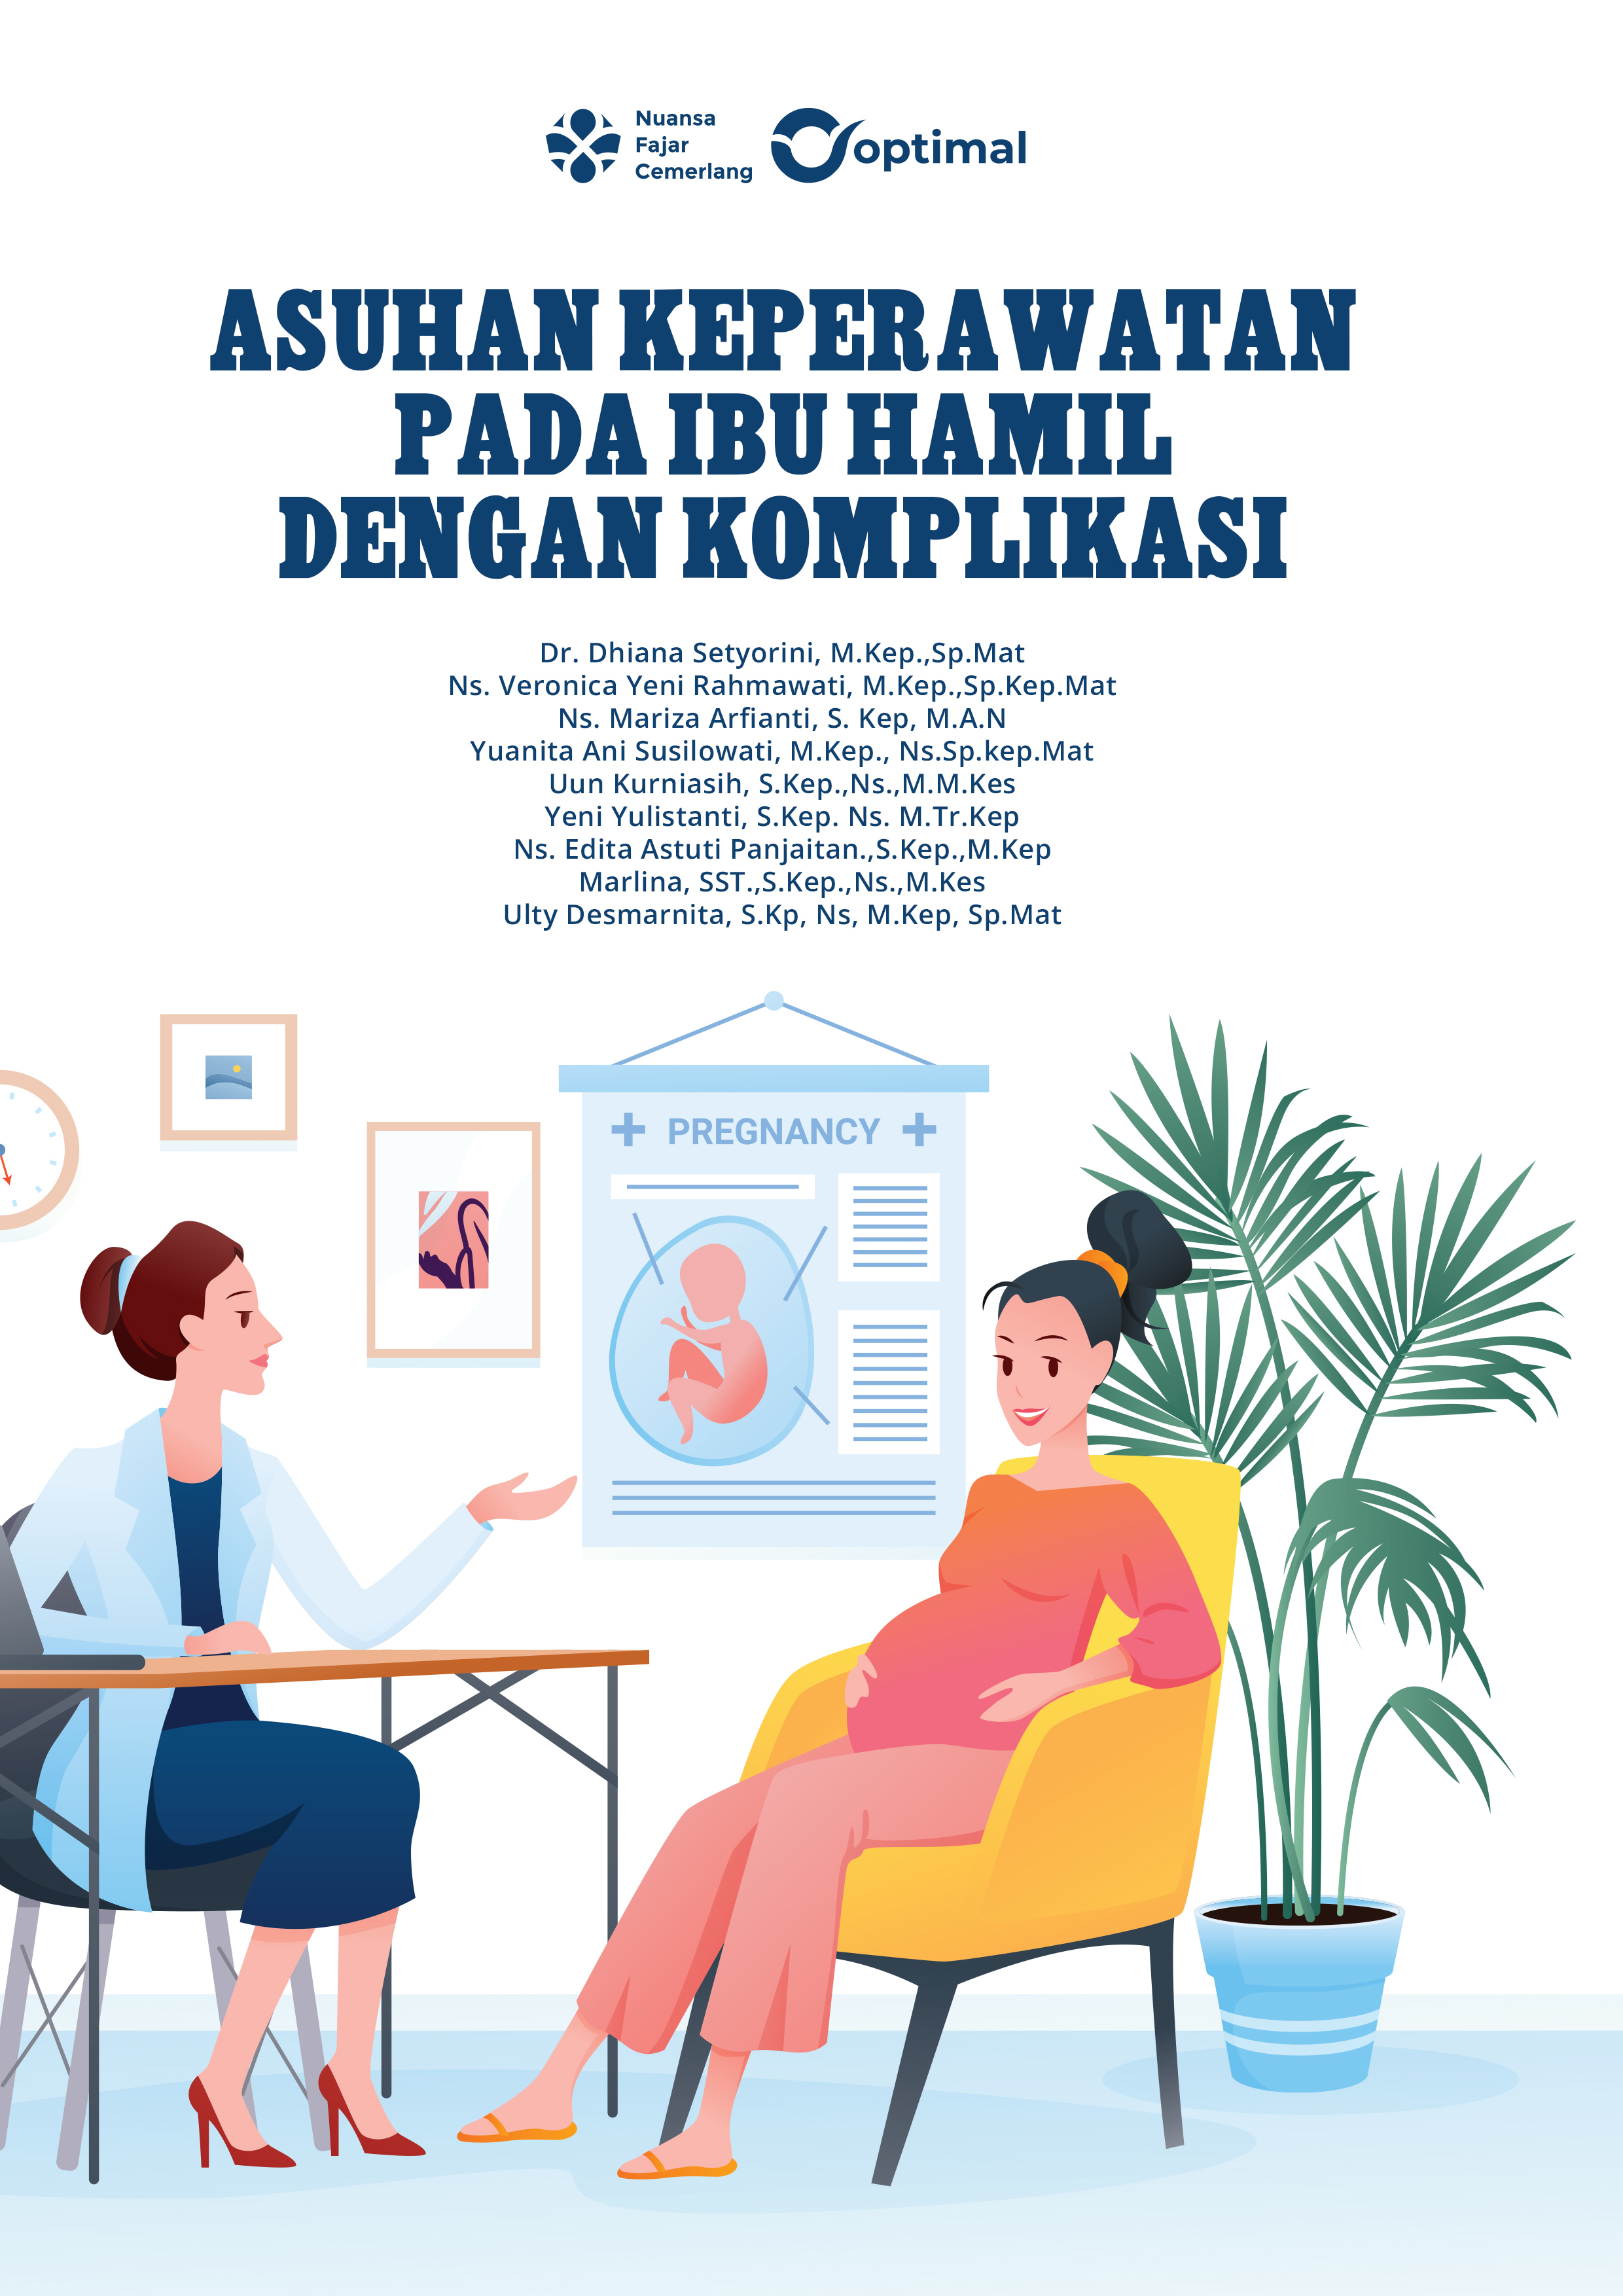 Nuansa
Fajar
Cemerlang
optimal
ASUHAN KEPERAWATAN
PADA IBU HAMIL
DENGAN KOMPLIKASI
Dr. Dhiana Setyorini, M.Kep.,Sp.Mat
Ns. Veronica Yeni Rahmawati, M.Kep.,Sp.Kep.Mat
Ns. Mariza Arfianti, S. Kep, M.A.N
Yuanita Ani Susilowati, M.Kep., Ns.Sp.kep.Mat
Uun Kurniasih, S.Kep.,Ns.,M.M.Kes
Yeni Yulistanti, S.Kep. Ns. M.Tr.Kep
Ns. Edita Astuti Panjaitan.,S.Kep.,M.Kep
Marlina, SST.,S.Kep.,Ns.,M.Kes
Ulty Desmarnita, S.Kp, Ns, M.Kep, Sp.Mat
PREGNANCY